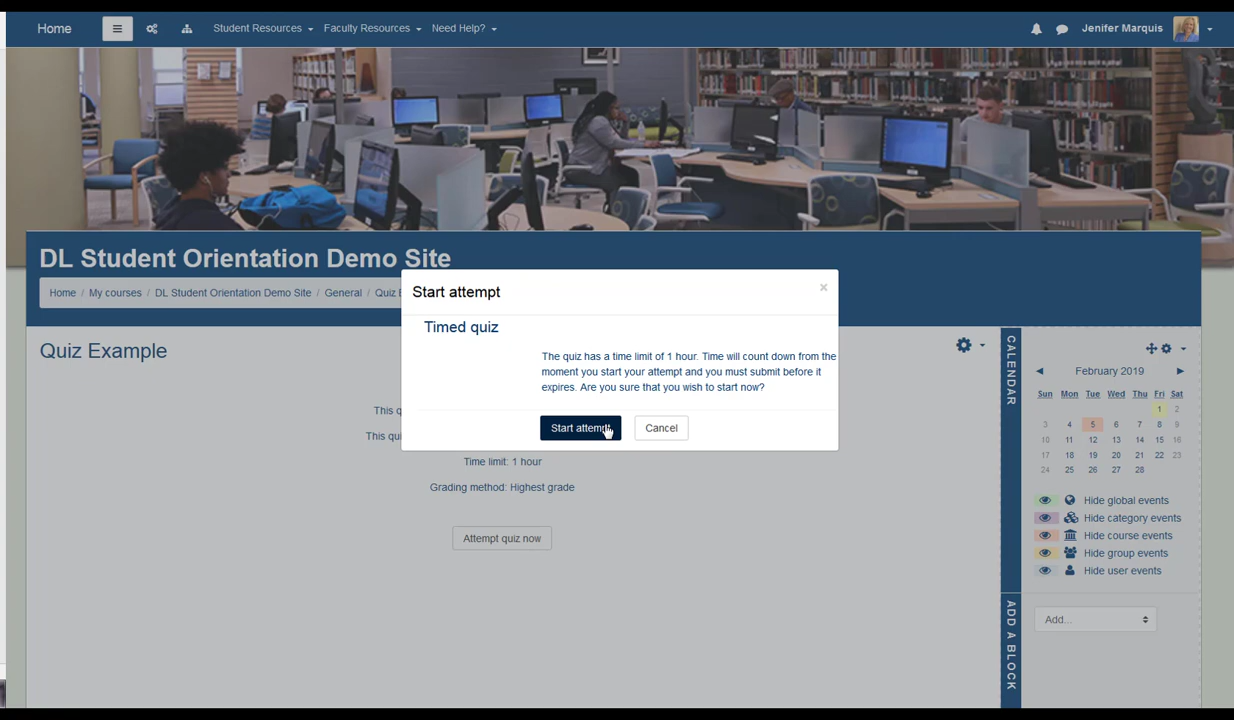 Home
Student Resources
Faculty Resources
Need Help?
Jenifer Marquis
DL Student Orientation Demo Site
Home / My courses / DL Student Orientation Demo Site / General / Quiz
Start attempt
×
Timed quiz
The quiz has a time limit of 1 hour. Time will count down from the
moment you start your attempt and you must submit before it
expires. Are you sure that you wish to start now?
Start attempt
Cancel
Quiz Example
This q
This qui
Time limit: 1 hour
Grading method: Highest grade
Attempt quiz now
CALENDAR
February 2019
Sun Mon Tue Wed Thu Fri Sat
1 2
3 4 5 6 7 8 9
10 11 12 13 14 15 16
17 18 19 20 21 22 23
24 25 26 27 28
Hide global events
Hide category events
Hide course events
Hide group events
Hide user events
ADD A BLOCK
Add...